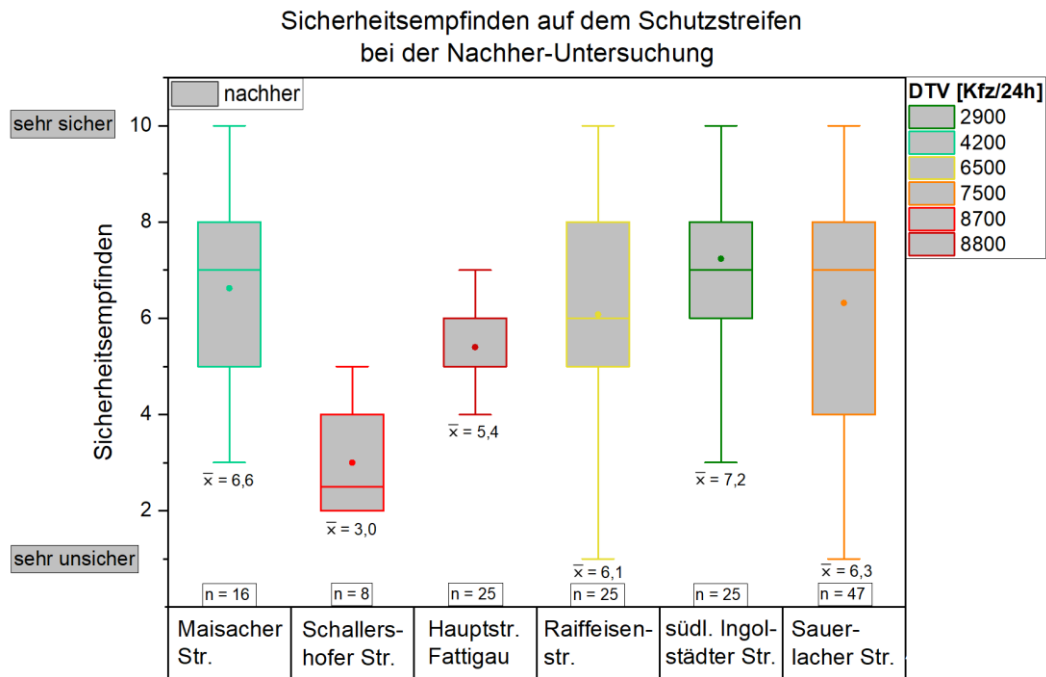 Sicherheitsempfinden auf dem Schutzstreifen
bei der Nachher-Untersuchung
nachher
DTV [Kfz/24h]
2900
4200
6500
7500
8700
8800
sehr sicher
sehr unsicher
Sicherheitsempfinden
10
8
6
4
2
x̅ = 6,6
x̅ = 3,0
x̅ = 5,4
x̅ = 6,1
x̅ = 7,2
x̅ = 6,3
n = 16
n = 8
n = 25
n = 25
n = 25
n = 47
Maisacher
Str.
Schallers-
hofer Str.
Hauptstr.
Fattigau
Raiffeisen-
str.
südl. Ingol-
städter Str.
Sauer-
lacher Str.